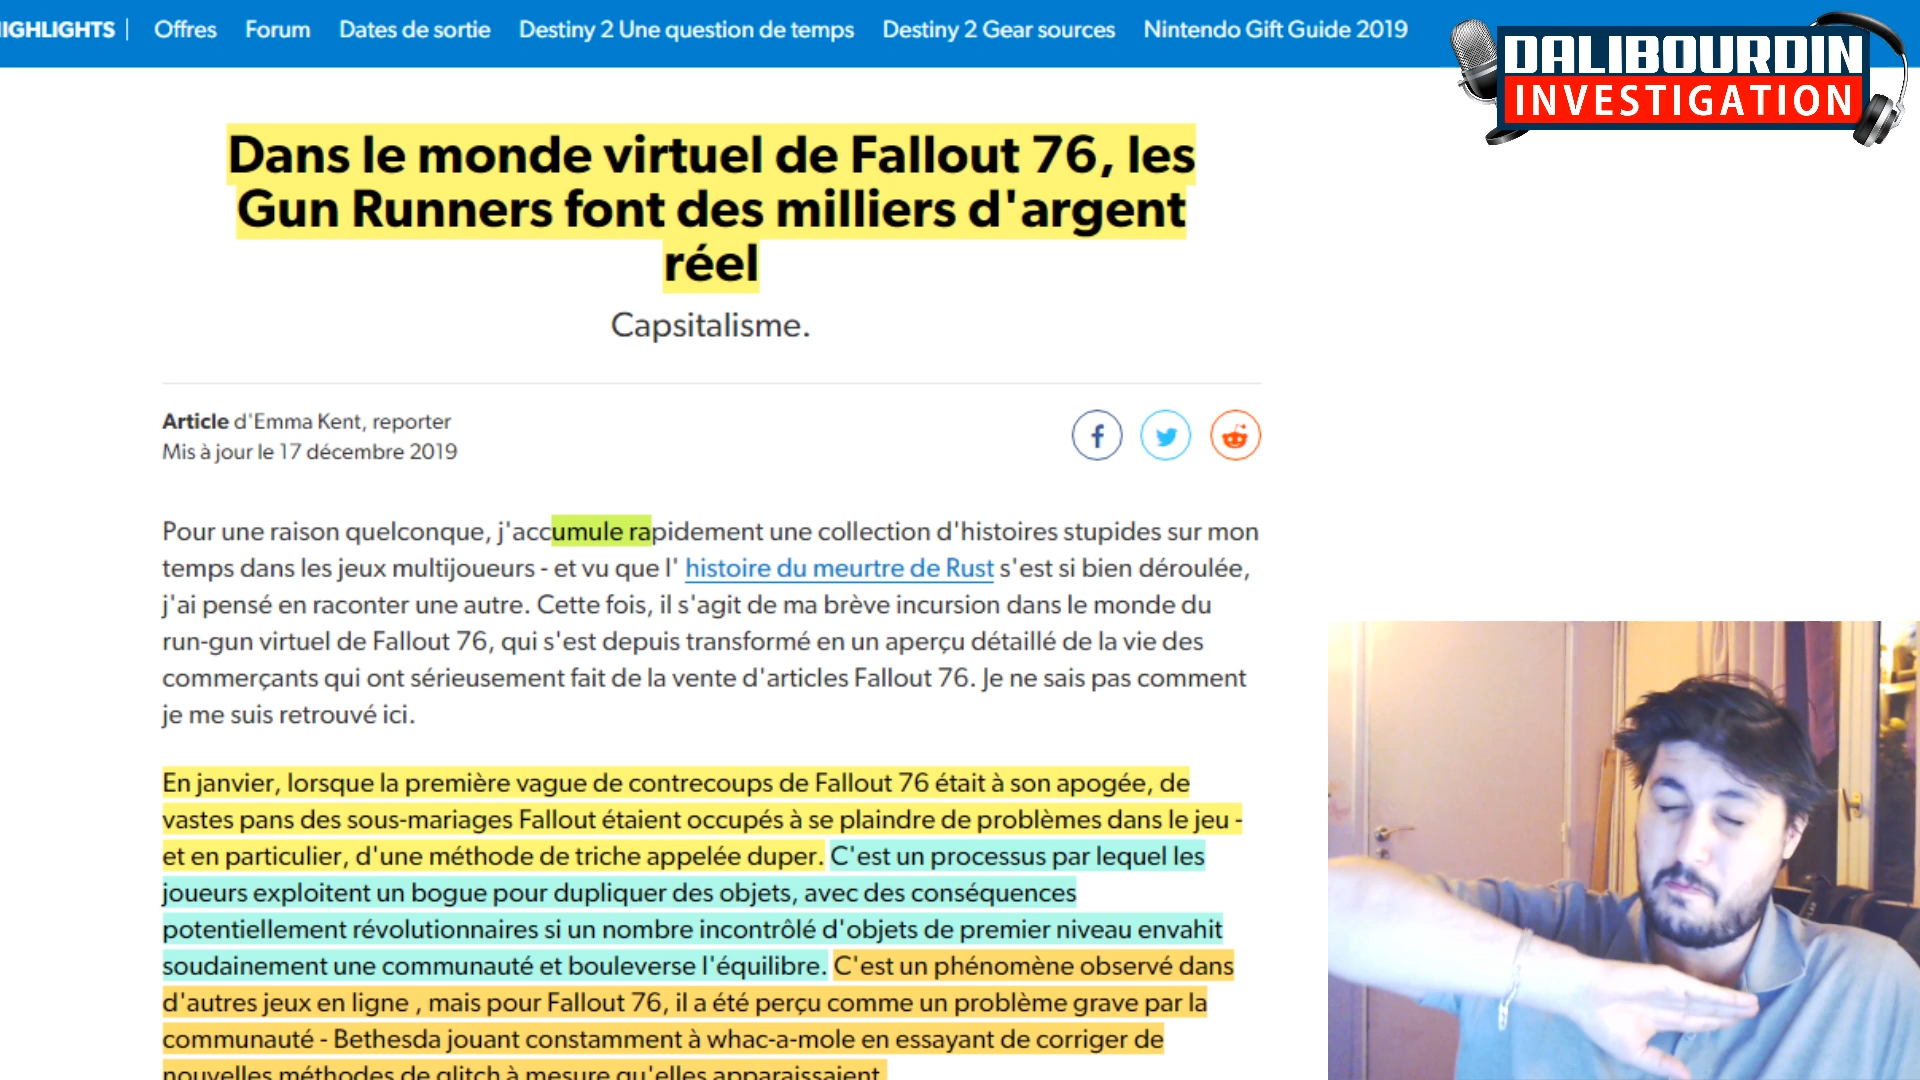 HIGHLIGHTS | Offres Forum Dates de sortie Destiny 2 Une question de temps Destiny 2 Gear sources Nintendo Gift Guide 2019
DALIBOURDIN
INVESTIGATION
Dans le monde virtuel de Fallout 76, les
Gun Runners font des milliers d'argent
réel
Capsitalisme.
Article d'Emma Kent, reporter
Mis à jour le 17 décembre 2019
Pour une raison quelconque, j'accumule rapidement une collection d'histoires stupides sur mon
temps dans les jeux multijoueurs - et vu que l' histoire du meurtre de Rust s'est si bien déroulée,
j'ai pensé en raconter une autre. Cette fois, il s'agit de ma brève incursion dans le monde du
run-gun virtuel de Fallout 76, qui s'est depuis transformé en un aperçu détaillé de la vie des
commerçants qui ont sérieusement fait de la vente d'articles Fallout 76. Je ne sais pas comment
je me suis retrouvé ici.
En janvier, lorsque la première vague de contrecoups de Fallout 76 était à son apogée, de
vastes pans des sous-mariages Fallout étaient occupés à se plaindre de problèmes dans le jeu -
et en particulier, d'une méthode de triche appelée duper. C'est un processus par lequel les
joueurs exploitent un bogue pour dupliquer des objets, avec des conséquences
potentiellement révolutionnaires si un nombre incontrôlé d'objets de premier niveau envahit
soudainement une communauté et bouleverse l'équilibre. C'est un phénomène observé dans
d'autres jeux en ligne , mais pour Fallout 76, il a été perçu comme un problème grave par la
communauté - Bethesda jouant constamment à whac-a-mole en essayant de corriger de
nouvelles méthodes de glitch à mesure qu'elles apparaissaient.